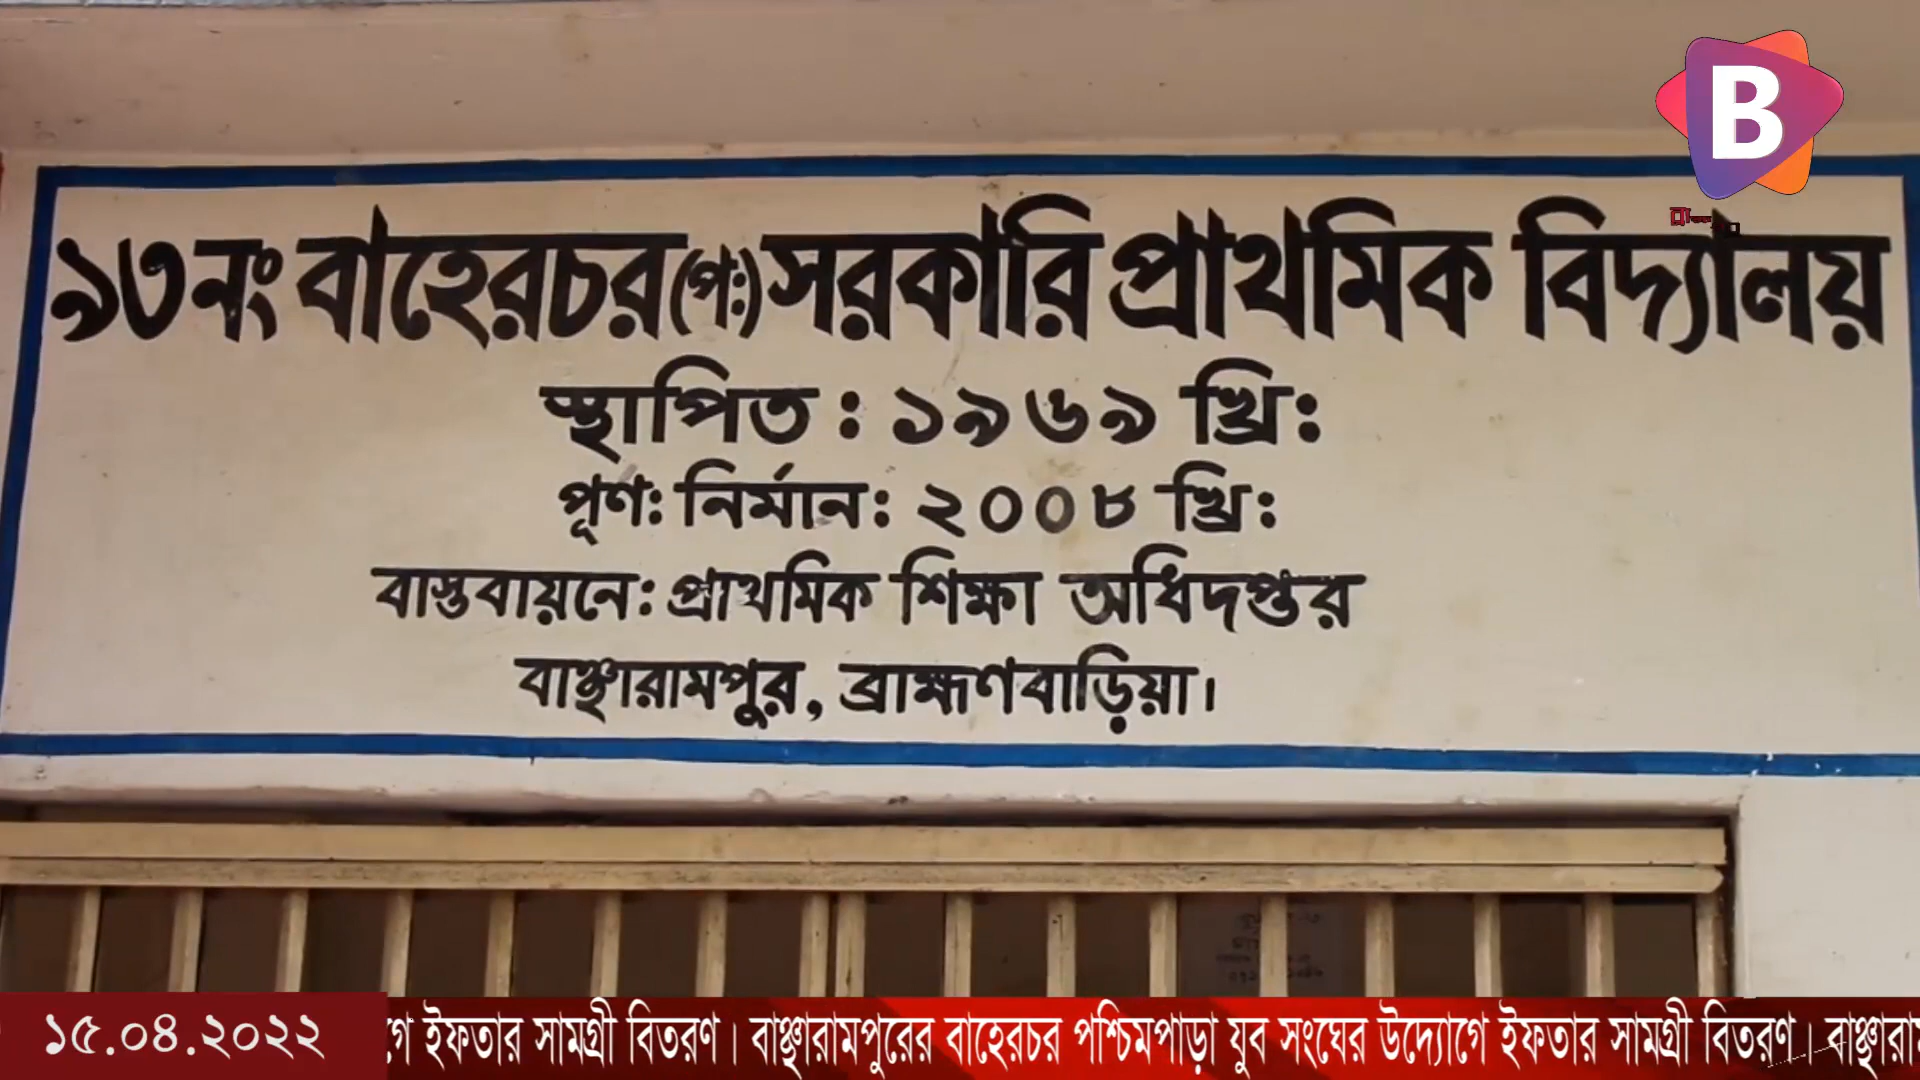 B
৯৩নং বাহেরচর(প:) সরকারি প্রাথমিক বিদ্যালয়
স্থাপিত : ১৯৬৯ খ্রি:
পূণ: নির্মান: ২০০৮ খ্রি:
বাস্তবায়নে: প্রাথমিক শিক্ষা অধিদপ্তর
বাঞ্ছারামপুর, ব্রাহ্মণবাড়িয়া।
১৫.০৪.২০২২ গে ইফতার সামগ্রী বিতরণ। বাঞ্ছারামপুরের বাহেরচর পশ্চিমপাড়া যুব সংঘের উদ্যোগে ইফতার সামগ্রী বিতরণ। বাঞ্ছারাম